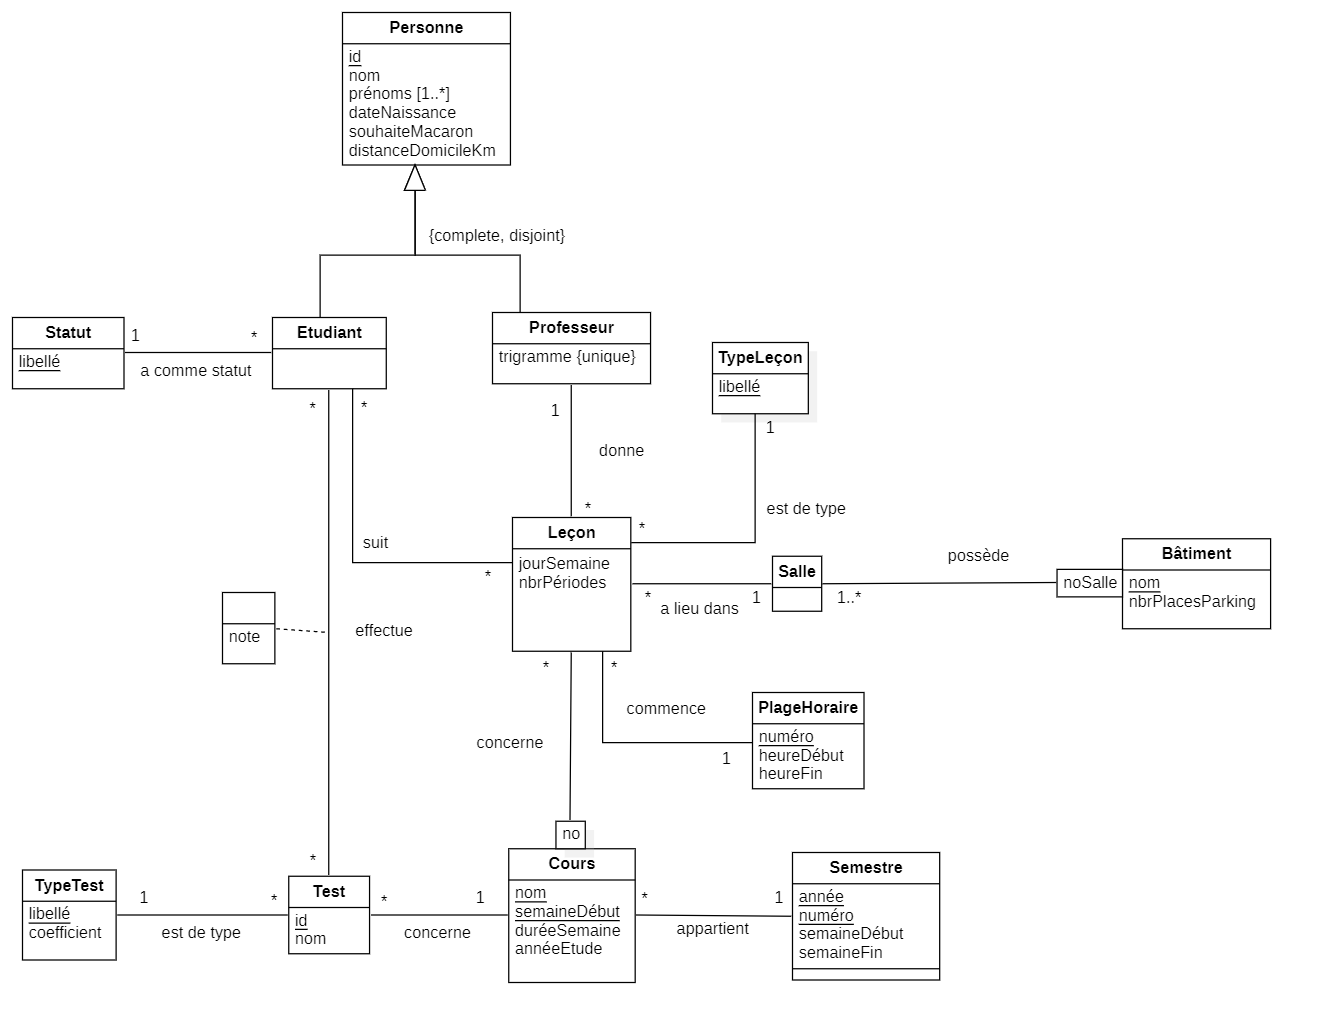 Personne
id
nom
prénoms [1..*]
dateNaissance
souhaiteMacaron
distanceDomicileKm
{complete, disjoint}
Statut
libellé
1
*
a comme statut
Etudiant
Professeur
trigramme {unique}
TypeLeçon
libellé
*
*
1
1
donne
est de type
*
*
Leçon
jourSemaine
nbrPériodes
suit
*
Salle
*
a lieu dans
1
1..*
possède
noSalle
Bâtiment
nom
nbrPlacesParking
note
effectue
*
*
commence
concerne
1
PlageHoraire
numéro
heureDébut
heureFin
no
*
TypeTest
libellé
coefficient
1
*
est de type
Test
id
nom
*
1
concerne
Cours
nom
semaineDébut
duréeSemaine
annéeEtude
*
1
appartient
Semestre
année
numéro
semaineDébut
semaineFin